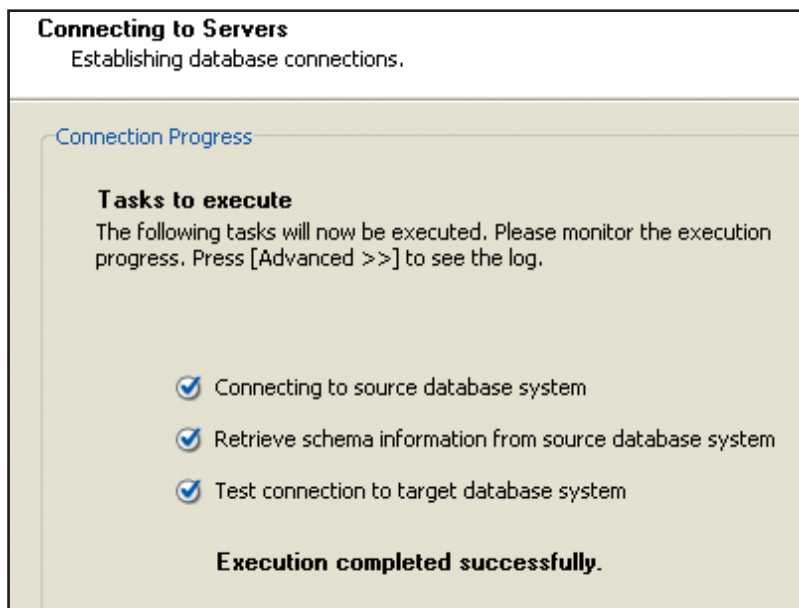 Connecting to Servers
Establishing database connections.
Connection Progress
Tasks to execute
The following tasks will now be executed. Please monitor the execution
progress. Press [Advanced >>] to see the log.
Connecting to source database system
Retrieve schema information from source database system
Test connection to target database system
Execution completed successfully.